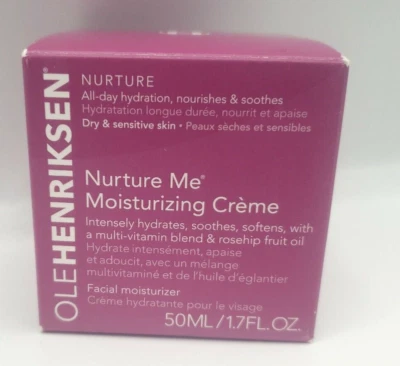 OLEHENRIKSEN
NURTURE
All-day hydration, nourishes & soothes
Hydratation longue durée, nourrit et apaise
Dry & sensitive skin • Peaux sèches et sensibles
Nurture Me®
Moisturizing Crème
Intensely hydrates, soothes, softens, with
a multi-vitamin blend & rosehip fruit oil
Hydrate intensément, apaise
et adoucit, avec un mélange
multivitaminé et de l'huile d'églantier
Facial moisturizer
Crème hydratante pour le visage
50ML/1.7FL.OZ.